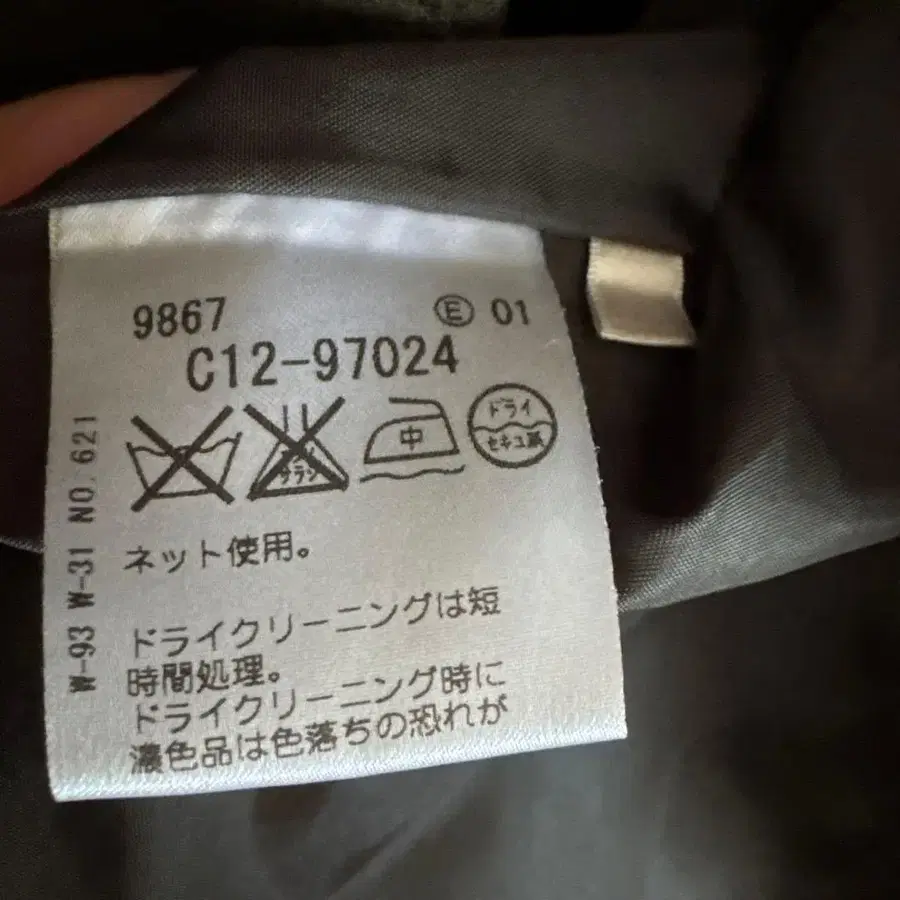 9867 Ⓔ 01
C12-97024
中
ドライ
セキユ系
ネット使用。
ドライクリーニングは短
時間処理。
ドライクリーニング時に
濃色品は色落ちの恐れが
W-93 W-31 NO.621